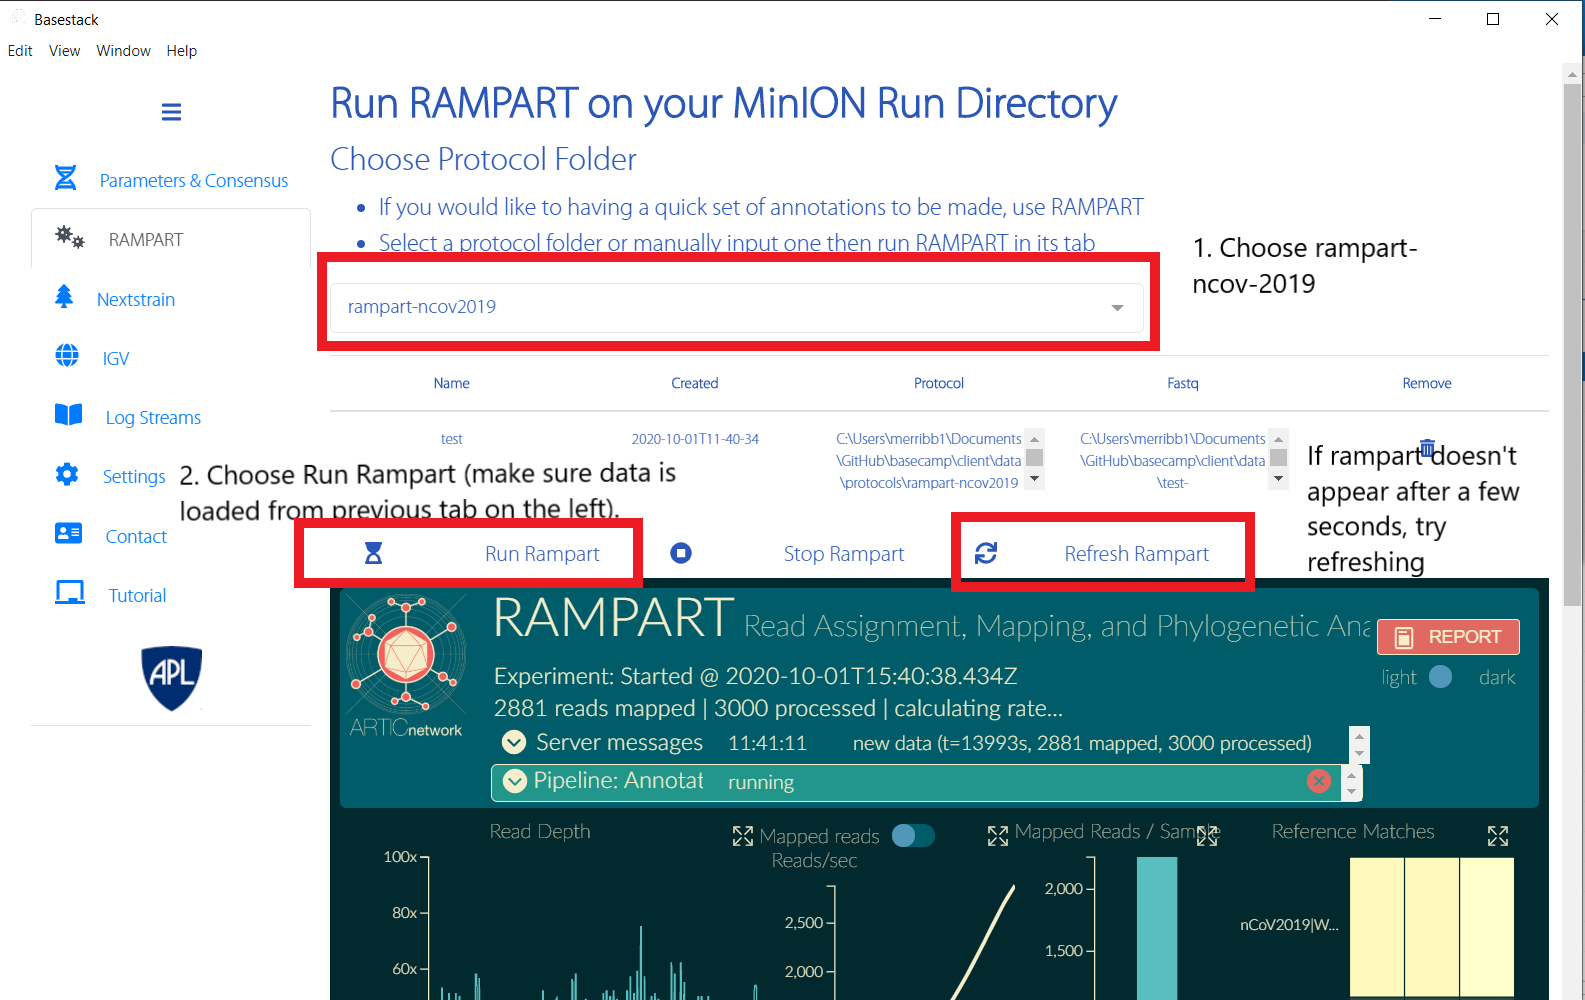 Basestack
Edit View Window Help
Run RAMPART on your MinION Run Directory
Choose Protocol Folder
If you would like to having a quick set of annotations to be made, use RAMPART
Select a protocol folder or manually input one then run RAMPART in its tab
Parameters & Consensus
RAMPART
Nextstrain
IGV
Log Streams
Settings
Contact
Tutorial
APL
1. Choose rampart-
ncov-2019
rampart-ncov2019
Name Created Protocol Fastq Remove
test 2020-10-01T11-40-34
C:\Users\merribb1\Documents
\GitHub\basecamp\client\data
\protocols\rampart-ncov2019
C:\Users\merribb1\Documents
\GitHub\basecamp\client\data
\test-
2. Choose Run Rampart (make sure data is
loaded from previous tab on the left).
If rampart doesn't
appear after a few
seconds, try
refreshing
Run Rampart Stop Rampart Refresh Rampart
ARTICnetwork
RAMPART Read Assignment, Mapping, and Phylogenetic Ana
REPORT
light dark
Experiment: Started @ 2020-10-01T15:40:38.434Z
2881 reads mapped | 3000 processed | calculating rate...
Server messages 11:41:11 new data (t=13993s, 2881 mapped, 3000 processed)
Pipeline: Annotat running
Read Depth
100x
80x
60x
Mapped reads
Reads/sec
2,500
2,000
Mapped Reads / Sample
2,000
1,500
Reference Matches
nCoV2019|W...